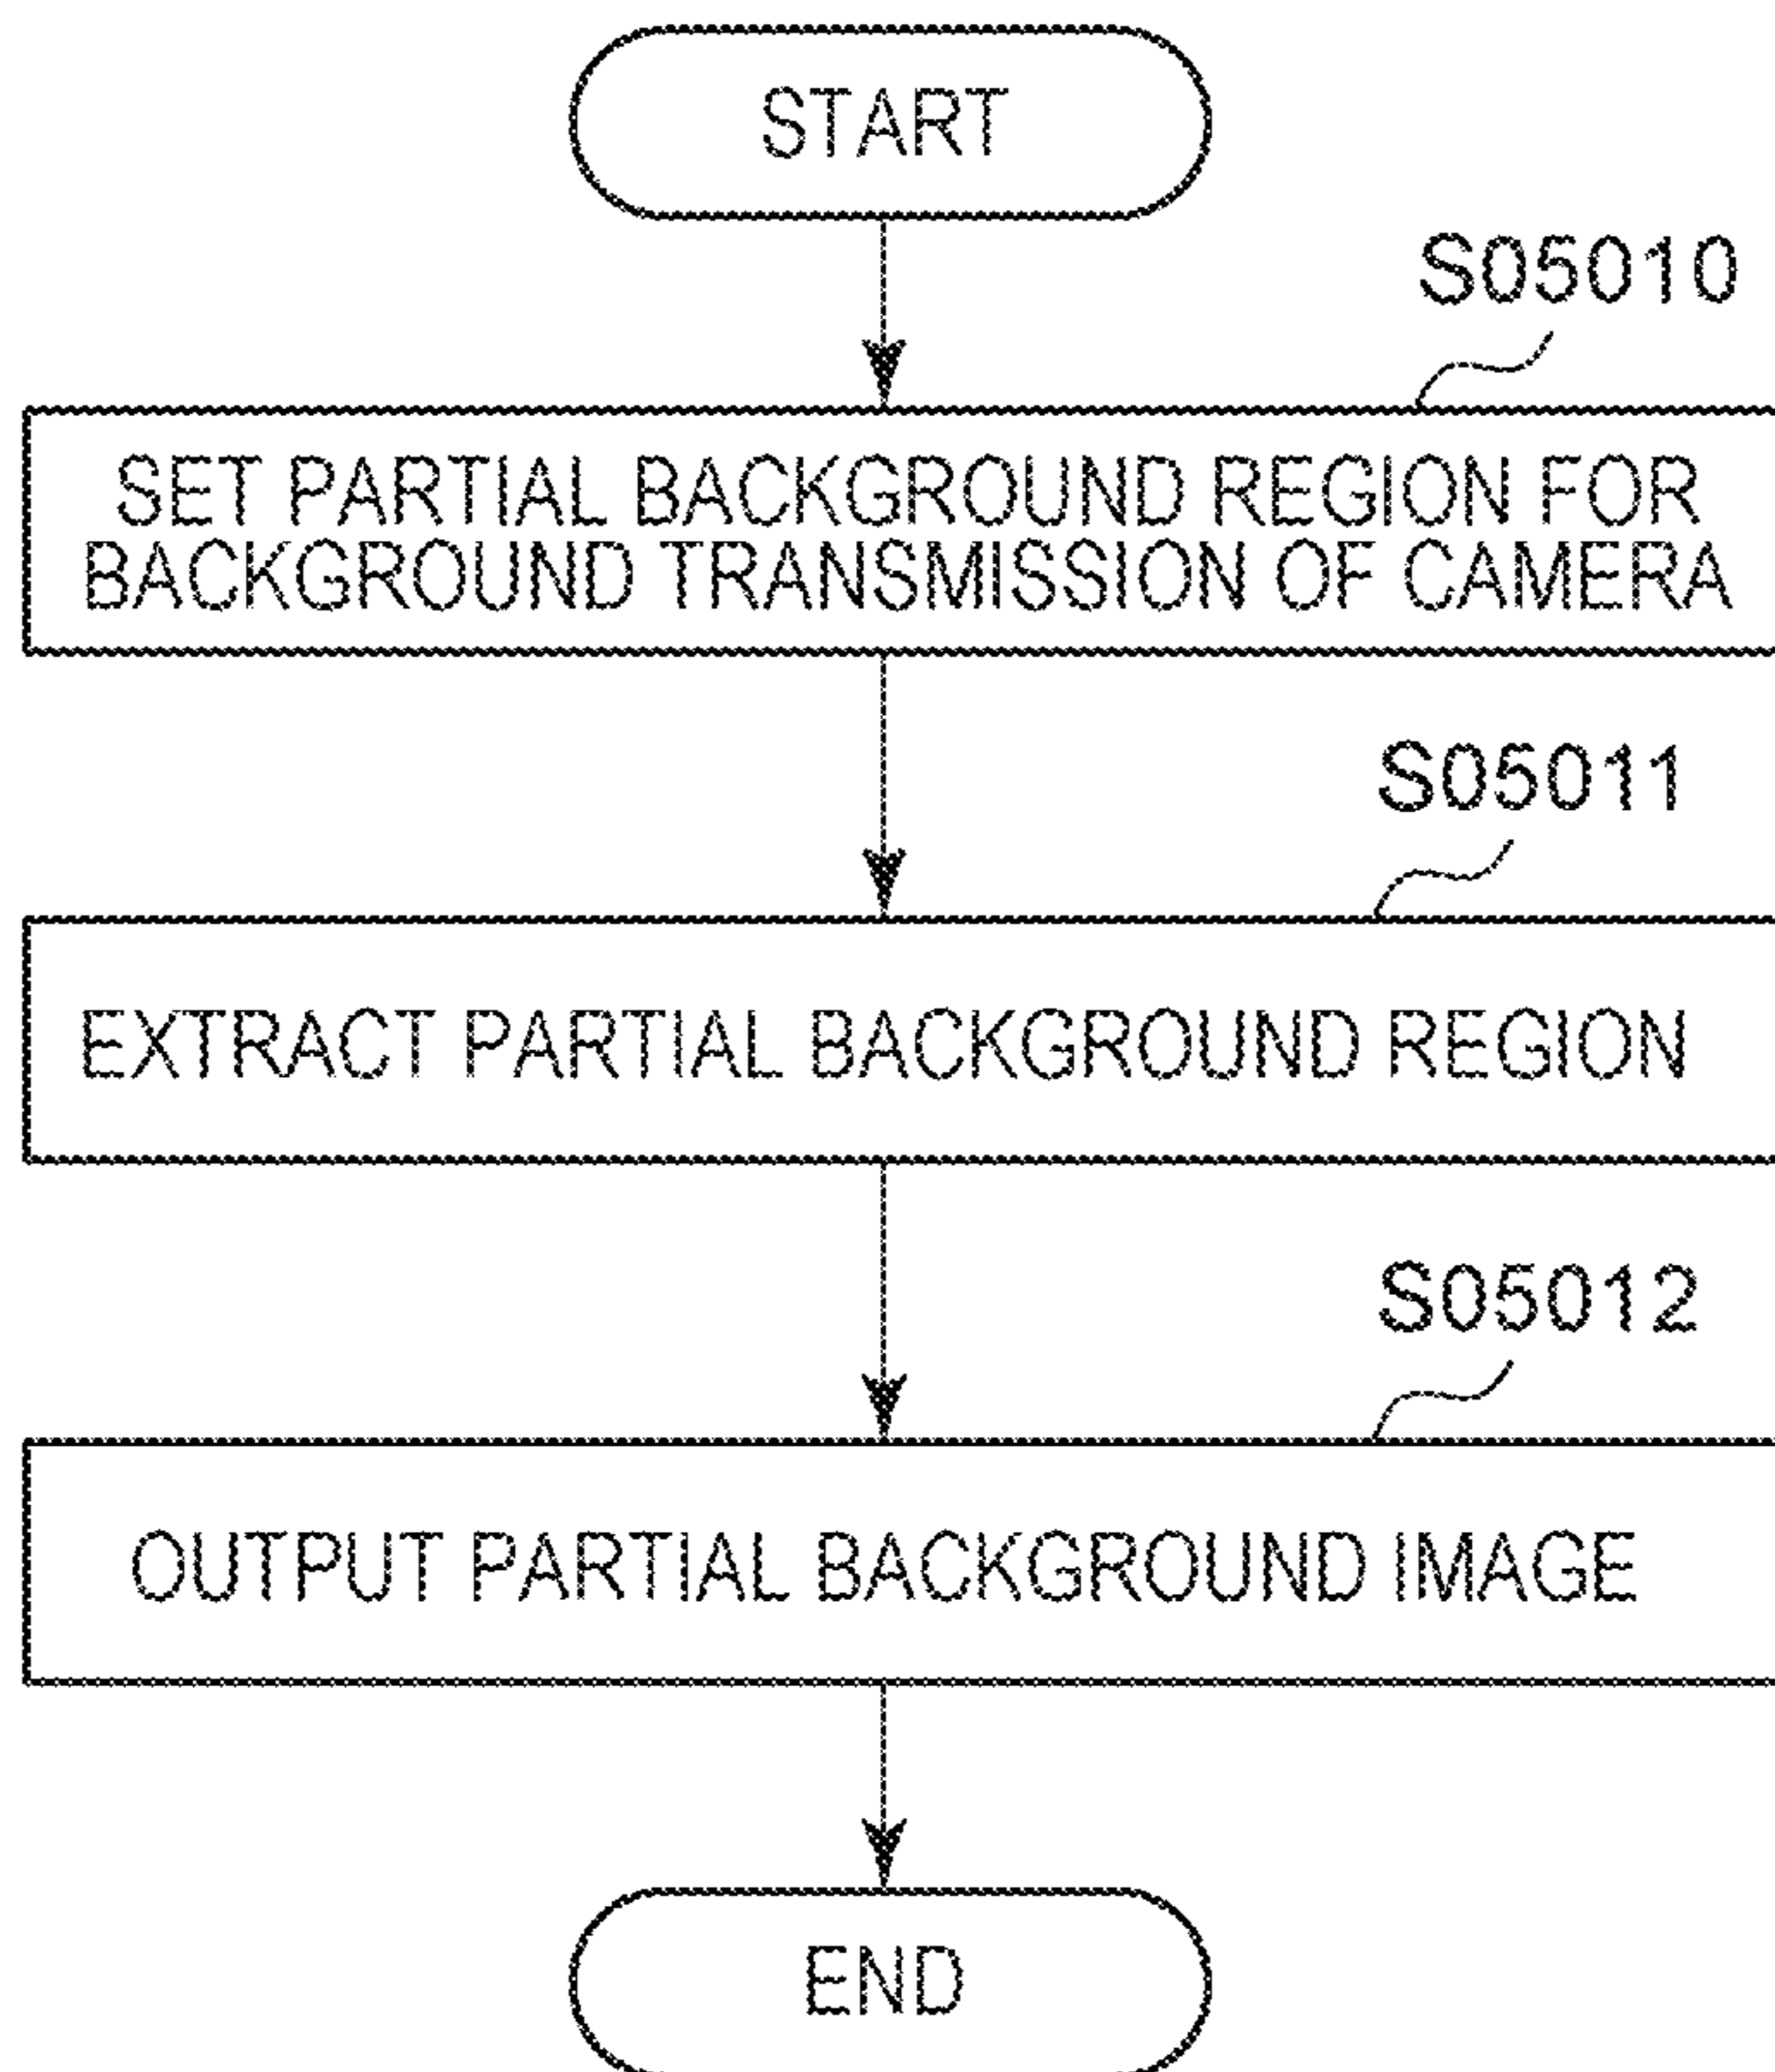 START
S05010
SET PARTIAL BACKGROUND REGION FOR
BACKGROUND TRANSMISSION OF CAMERA
S05011
EXTRACT PARTIAL BACKGROUND REGION
S05012
OUTPUT PARTIAL BACKGROUND IMAGE
END